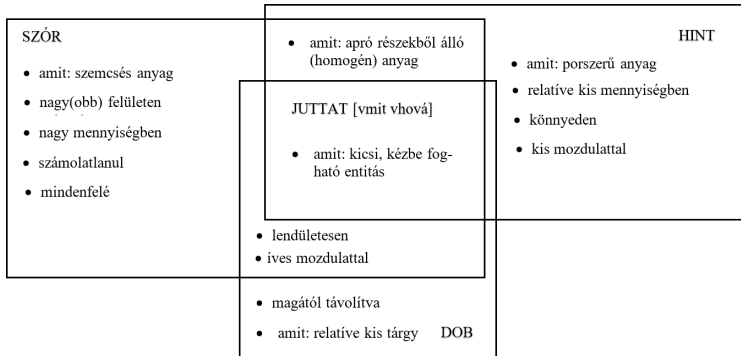 SZÓR
• amit: szemcsés anyag
• nagy(obb) felületen
• nagy mennyiségben
• számolatlanul
• mindenfelé
• amit: apró részekből álló
(homogén) anyag
JUTTAT [vmit vhová]
• amit: kicsi, kézbe fog-
ható entitás
HINT
• amit: porszerű anyag
• relatíve kis mennyiségben
• könnyeden
• kis mozdulattal
• lendületesen
• íves mozdulattal
• magától távolítva
• amit: relatíve kis tárgy DOB